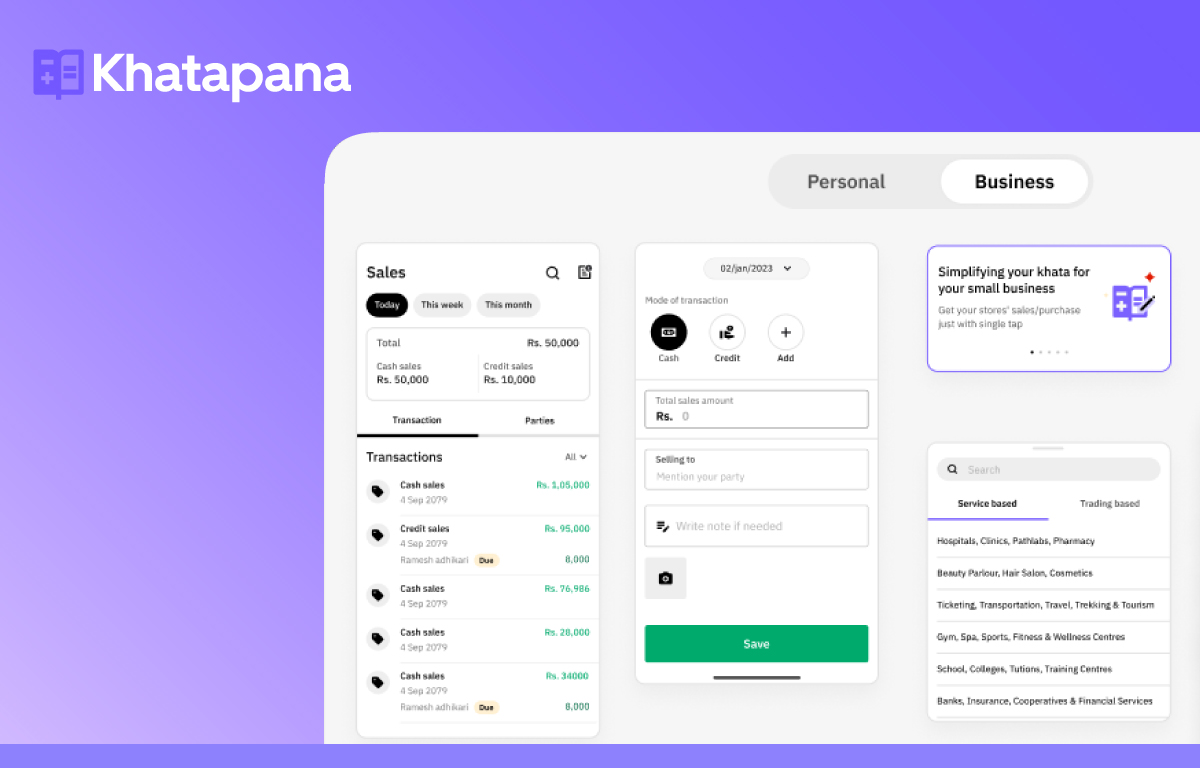 Khatapana
Personal
Business
Sales
Today
This week
This month
Total
Rs. 50,000
Cash sales
Credit sales
Rs. 50,000
Rs. 10,000
Transaction
Parties
Transactions
All
Cash sales
Rs. 1,05,000
4 Sep 2079
Credit sales
Rs. 95,000
4 Sep 2079
Ramesh adhikari
Due
8,000
Cash sales
Rs. 76,986
4 Sep 2079
Cash sales
Rs. 28,000
4 Sep 2079
Cash sales
Rs. 34000
4 Sep 2079
Ramesh adhikari
Due
8,000
02/jan/2023
Mode of transaction
Cash
Credit
Add
Total sales amount
Rs. 0
Selling to
Mention your party
Write note if needed
Save
Simplifying your khata for
your small business
Get your stores' sales/purchase
just with single tap
Search
Service based
Trading based
Hospitals, Clinics, Pathlabs, Pharmacy
Beauty Parlour, Hair Salon, Cosmetics
Ticketing, Transportation, Travel, Trekking & Tourism
Gym, Spa, Sports, Fitness & Wellness Centres
School, Colleges, Tutions, Training Centres
Banks, Insurance, Cooperatives & Financial Services